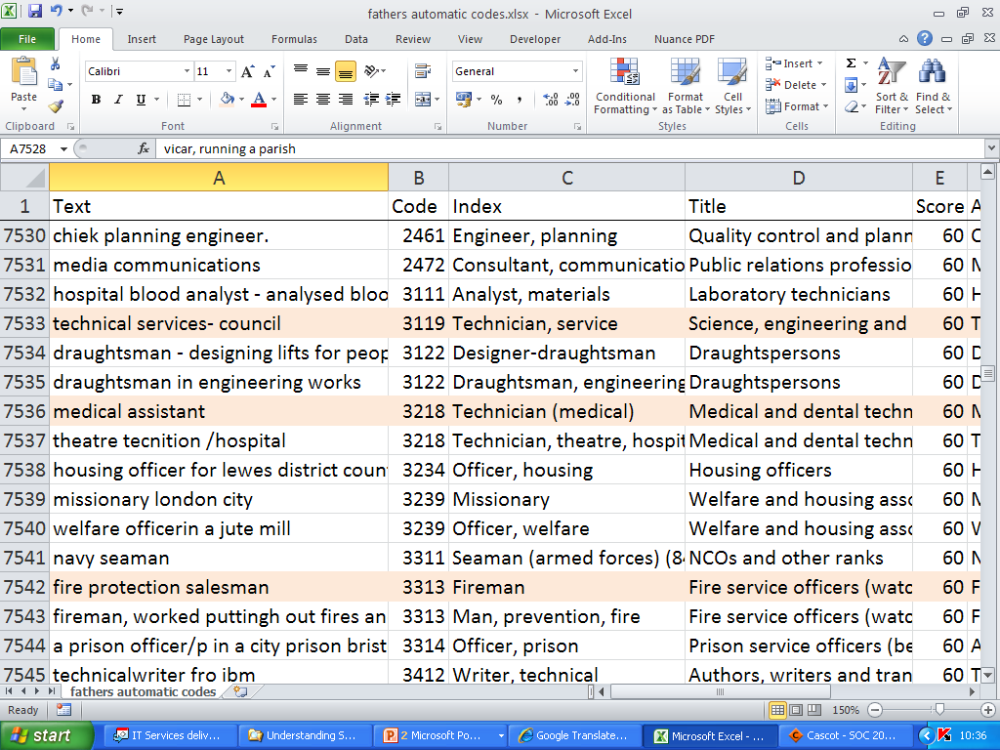 fathers automatic codes.xlsx - Microsoft Excel
File Home Insert Page Layout Formulas Data Review View Developer Add-Ins Nuance PDF
Paste
Calibri 11
General
Conditional Formatting
Format as Table
Cell Styles
Insert
Delete
Format
Sort & Filter
Find & Select
Clipboard Font Alignment Number Styles Cells Editing
A7528 fx vicar, running a parish
A B C D E
1 Text Code Index Title Score A
7530 chiek planning engineer. 2461 Engineer, planning Quality control and plann 60 C
7531 media communications 2472 Consultant, communicatio Public relations professio 60 M
7532 hospital blood analyst - analysed bloo 3111 Analyst, materials Laboratory technicians 60 H
7533 technical services- council 3119 Technician, service Science, engineering and 60 T
7534 draughtsman - designing lifts for peop 3122 Designer-draughtsman Draughtspersons 60 D
7535 draughtsman in engineering works 3122 Draughtsman, engineering Draughtspersons 60 D
7536 medical assistant 3218 Technician (medical) Medical and dental techn 60 M
7537 theatre tecnition /hospital 3218 Technician, theatre, hospit Medical and dental techn 60 T
7538 housing officer for lewes district coun 3234 Officer, housing Housing officers 60 H
7539 missionary london city 3239 Missionary Welfare and housing asso 60 M
7540 welfare officerin a jute mill 3239 Officer, welfare Welfare and housing asso 60 W
7541 navy seaman 3311 Seaman (armed forces) (84 NCOs and other ranks 60 N
7542 fire protection salesman 3313 Fireman Fire service officers (watc 60 F
7543 fireman, worked puttingh out fires an 3313 Man, prevention, fire Fire service officers (watc 60 F
7544 a prison officer/p in a city prison brist 3314 Officer, prison Prison service officers (be 60 A
7545 technicalwriter fro ibm 3412 Writer, technical Authors, writers and tran 60 T
fathers automatic codes
Ready 150%
start IT Services deliv... Understanding S... 2 Microsoft Po... Google Translate... Microsoft Excel - ... Cascot - SOC 20... 10:36